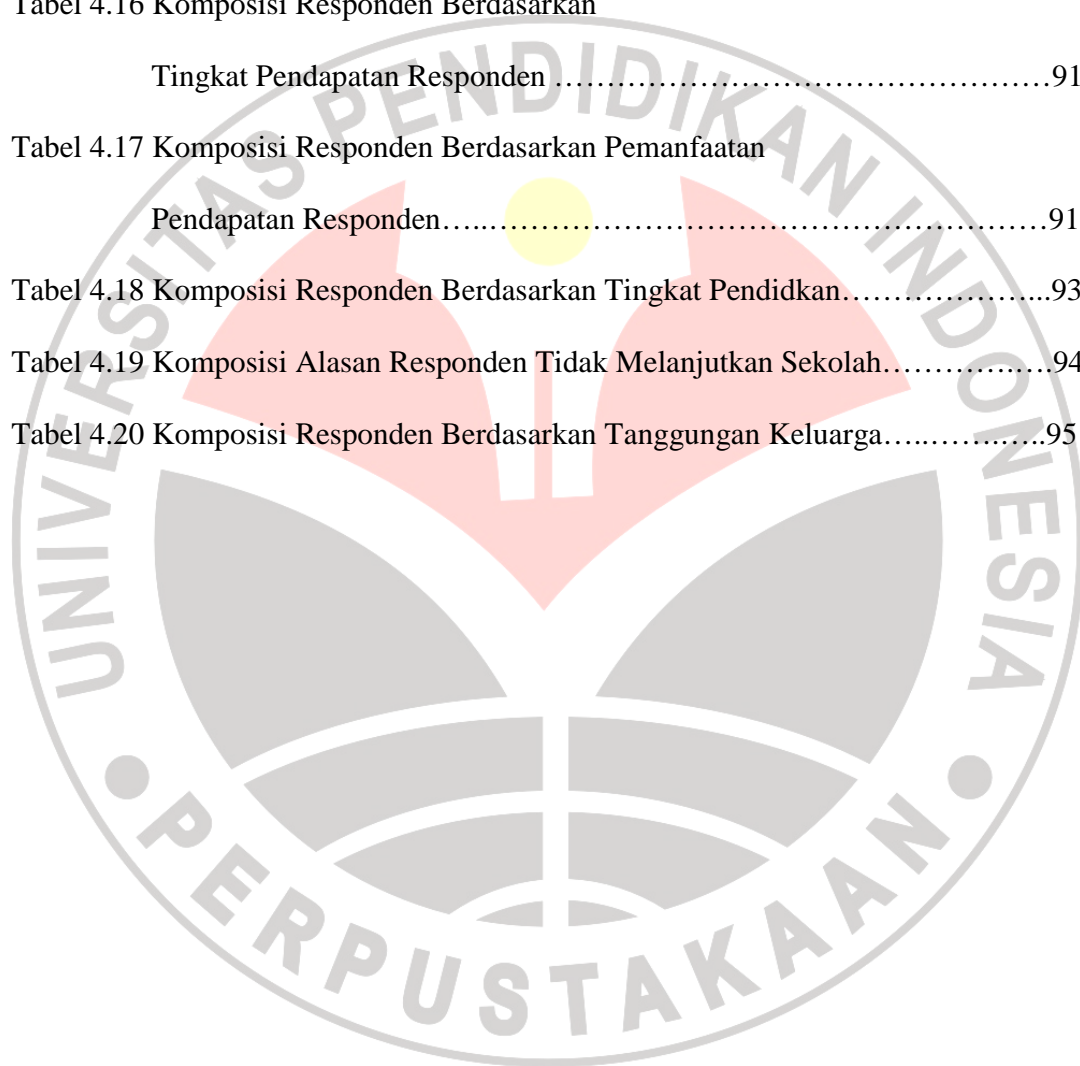 Tabel 4.16 Komposisi Responden Berdasarkan
Tingkat Pendapatan Responden ……………………………………………91
Tabel 4.17 Komposisi Responden Berdasarkan Pemanfaatan
Pendapatan Responden…..…………………………………………………91
Tabel 4.18 Komposisi Responden Berdasarkan Tingkat Pendidkan………………...93
Tabel 4.19 Komposisi Alasan Responden Tidak Melanjutkan Sekolah………….….94
Tabel 4.20 Komposisi Responden Berdasarkan Tanggungan Keluarga…..…….….95
UNIVERSITAS PENDIDIKAN INDONESIA
PERPUSTAKAAN